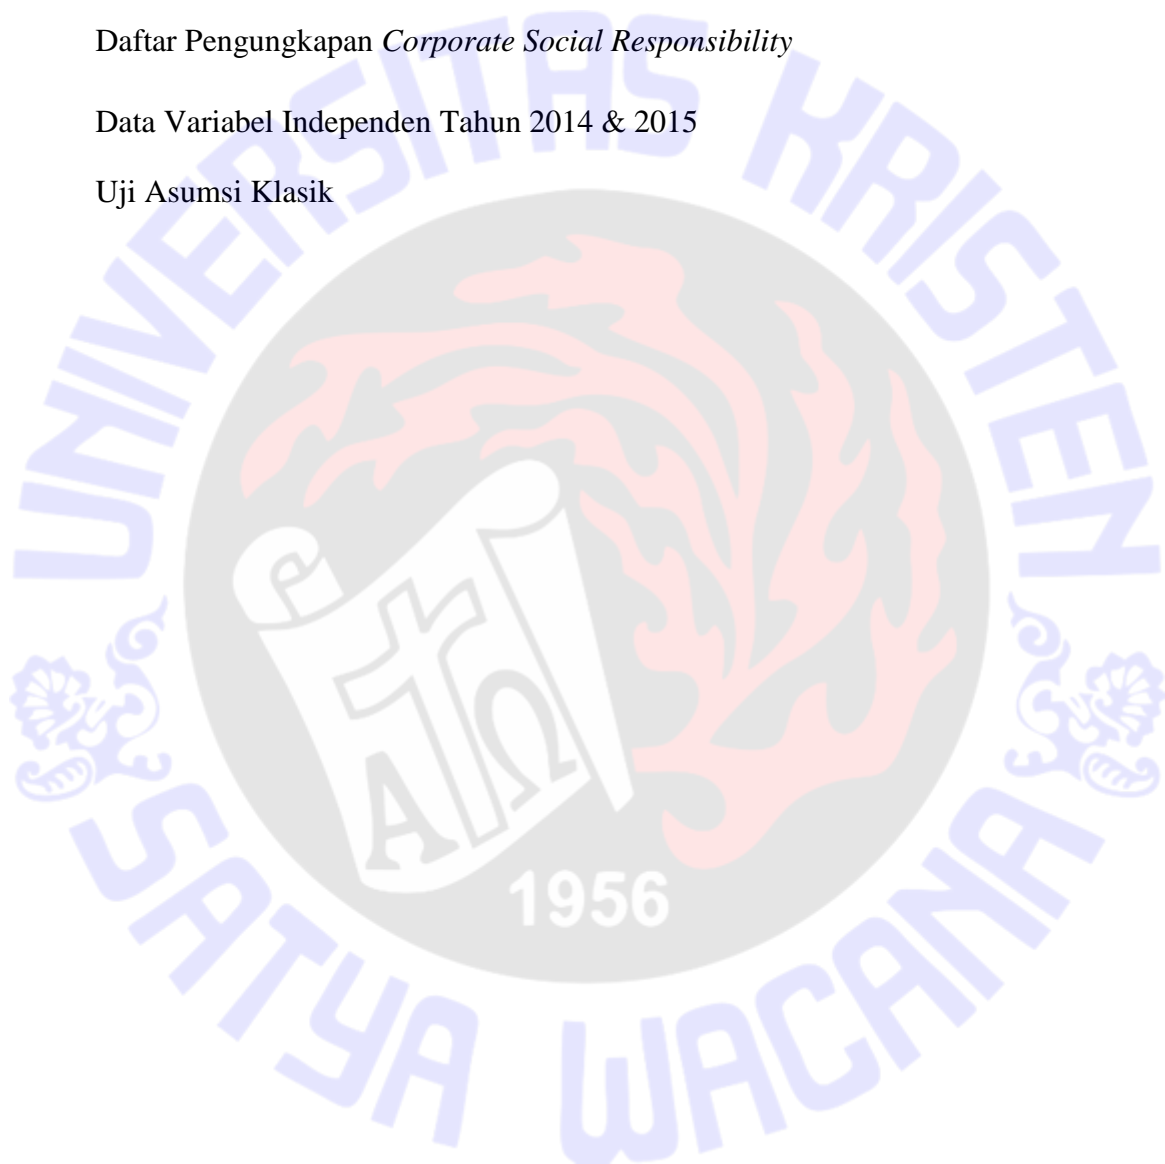 Daftar Pengungkapan Corporate Social Responsibility
Data Variabel Independen Tahun 2014 & 2015
Uji Asumsi Klasik
UNIVERSITAS KRISTEN
ΑΩ
1956
SATYA WACANA